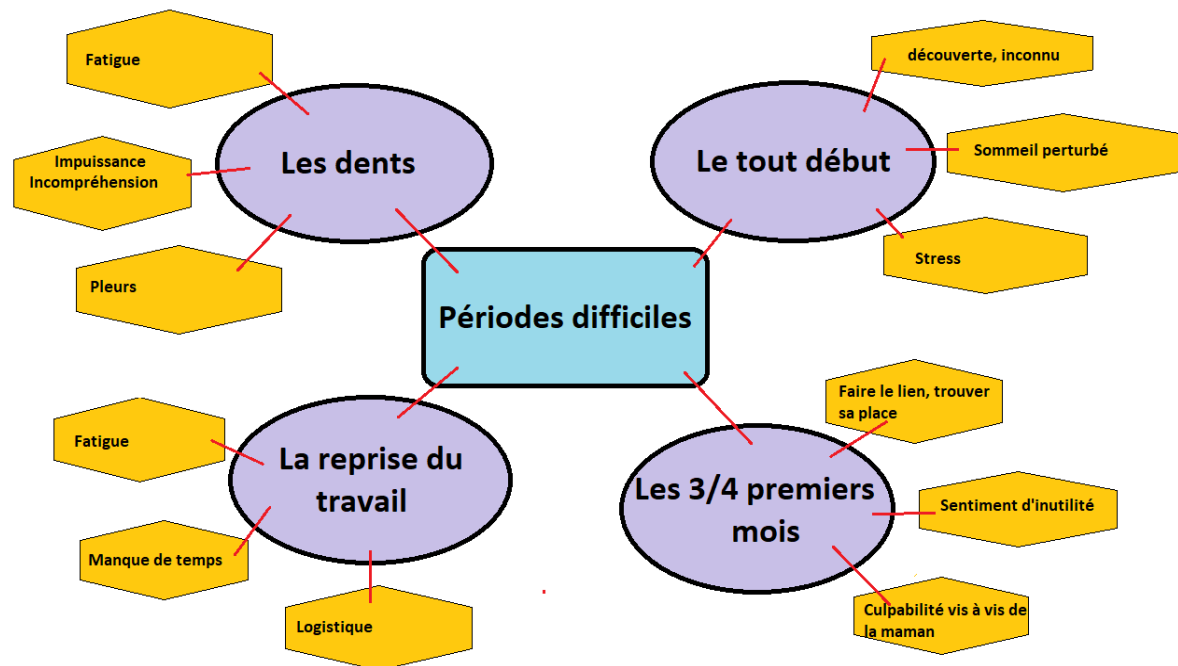 Fatigue
Impuissance
Incompréhension
Pleurs
Les dents
découverte, inconnu
Sommeil perturbé
Stress
Le tout début
Périodes difficiles
Fatigue
Manque de temps
Logistique
La reprise du
travail
Faire le lien, trouver
sa place
Sentiment d'inutilité
Culpabilité vis à vis de
la maman
Les 3/4 premiers
mois